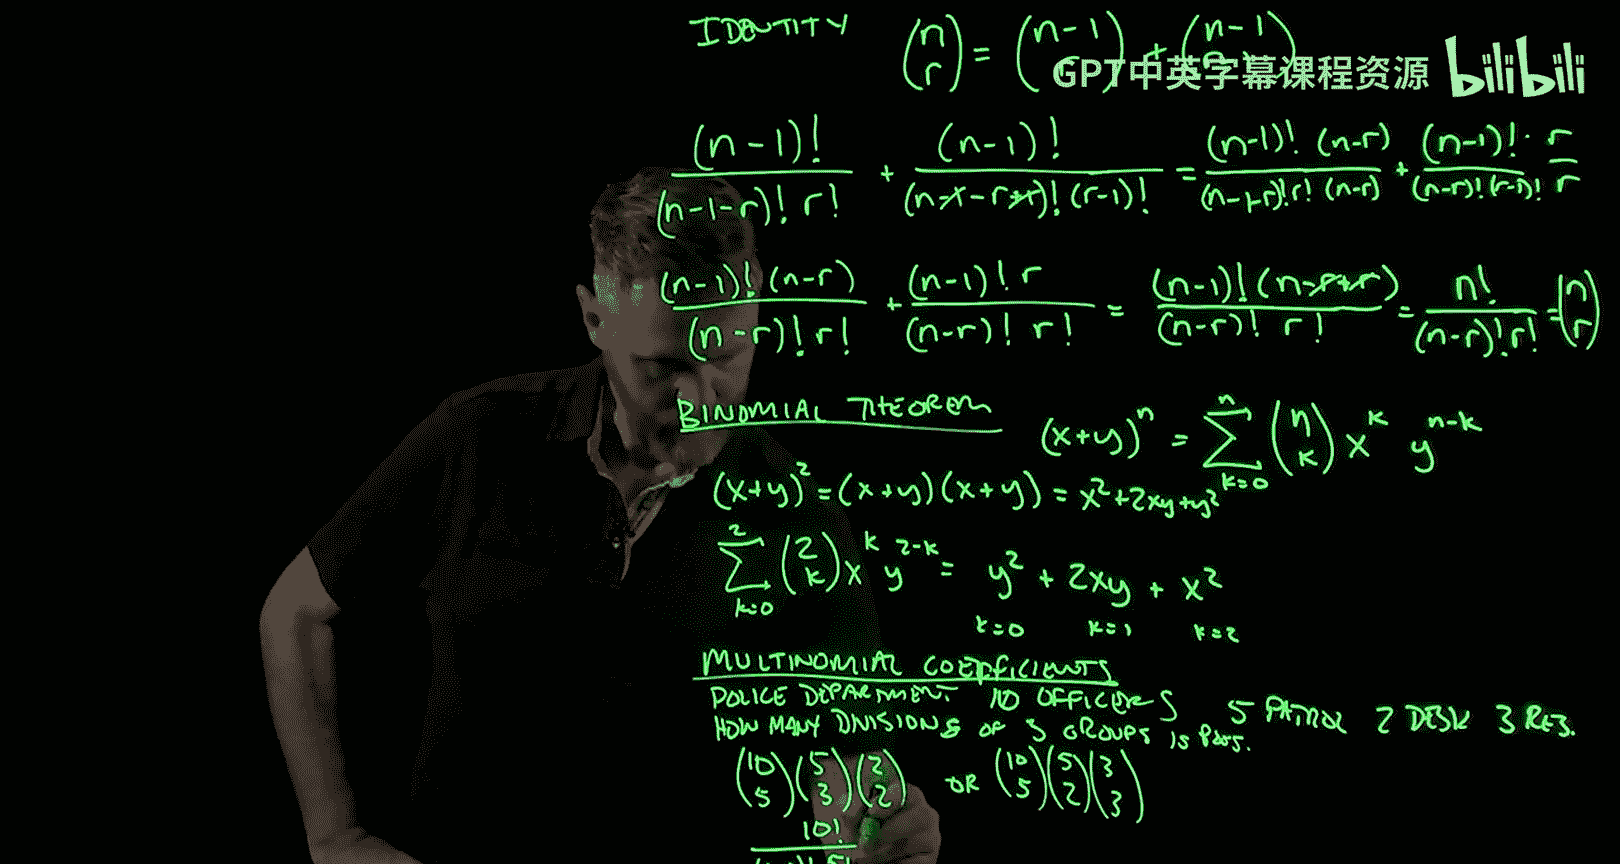 IDENTITY (n r) = (n-1 r) + (n-1
GPT中英字幕课程资源 bilibili
(n-1)! / (n-1-r)! r! + (n-1)! / (n-1-r+1)! (r-1)! = (n-1)! (n-r) / (n-1-r)! r! (n-r) + (n-1)! · r / (n-r)! (r-1)! r
(n-1)! (n-r) / (n-r)! r! + (n-1)! r / (n-r)! r! = (n-1)! (n-r+r) / (n-r)! r! = n! / (n-r)! r! = (n r)
BINOMIAL THEOREM (x+y)^n = ∑_{k=0}^{n} (n k) x^k y^{n-k}
(x+y)^2 = (x+y)(x+y) = x^2 + 2xy + y^2
∑_{k=0}^{2} (2 k) x^k y^{2-k} = y^2 + 2xy + x^2
k=0 k=1 k=2
MULTINOMIAL COEFFICIENTS
POLICE DEPARTMENT 10 OFFICERS 5 PATROL 2 DESK 3 RES.
HOW MANY DIVISIONS OF 3 GROUPS IS POSS.
(10 5)(5 3)(2 2) OR (10 5)(5 2)(3 3)
10!